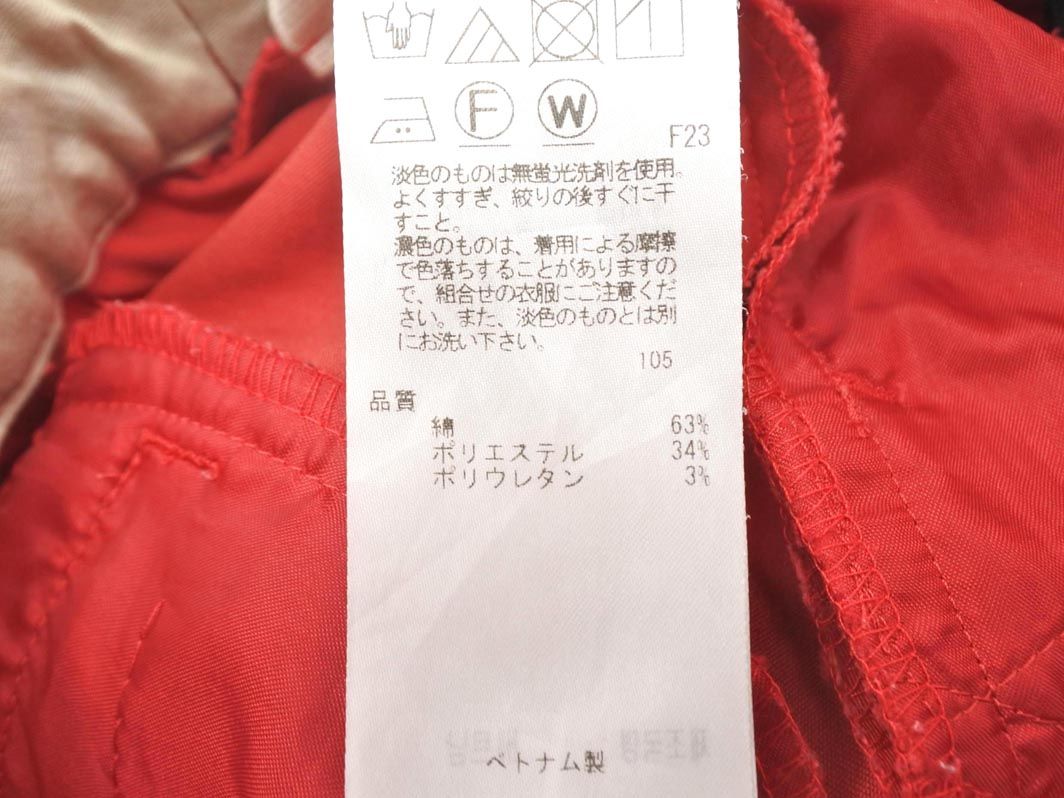 F
W
F23
淡色のものは無蛍光洗剤を使用。
よくすすぎ、絞りの後すぐに干
すこと。
濃色のものは、着用による摩擦
で色落ちすることがありますの
で、組合せの衣服にご注意くだ
さい。また、淡色のものとは別
にお洗い下さい。
105
品質
綿 63%
ポリエステル 34%
ポリウレタン 3%
ベトナム製